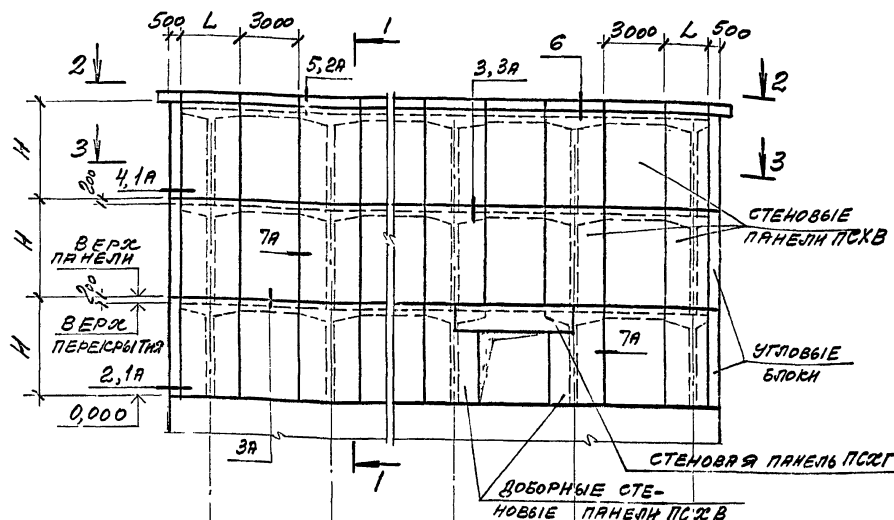 500 L 3000 1 3000 L 500
5,2А 3,3А 6
2 2
Н 3 3
4,1А
200
СТЕНОВЫЕ
ПАНЕЛИ ПСХВ
Н 7А
ВЕРХ
ПАНЕЛИ
200
ВЕРХ
ПЕРЕКРЫТИЯ
Н 7А
УГЛОВЫЕ
БЛОКИ
2,1А
0,000
3А
СТЕНОВАЯ ПАНЕЛЬ ПСХГ
1
ДОБОРНЫЕ СТЕ-
НОВЫЕ ПАНЕЛИ ПСХВ